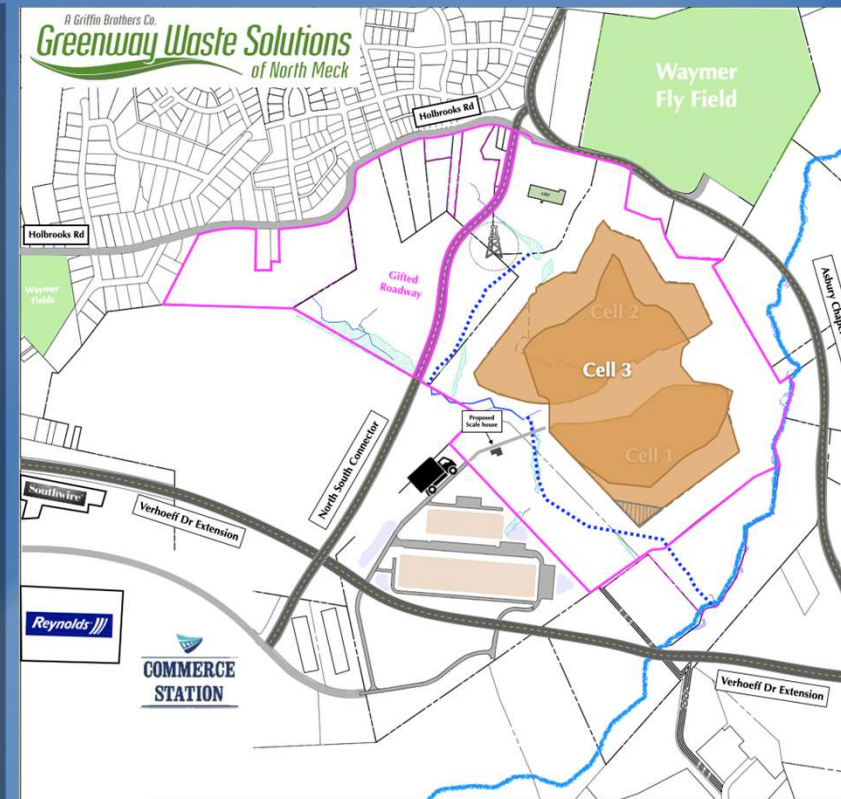 A Griffin Brothers Co.
Greenway Waste Solutions
of North Meck
Waymer
Fly Field
Holbrooks Rd
Holbrooks Rd
Waymer
Fields
Gifted
Roadway
Asbury Chapel
Cell 2
Cell 3
Proposed
Scale house
Cell 1
North South Connector
Southwire
Verhoeff Dr Extension
Reynolds
COMMERCE
STATION
Verhoeff Dr Extension